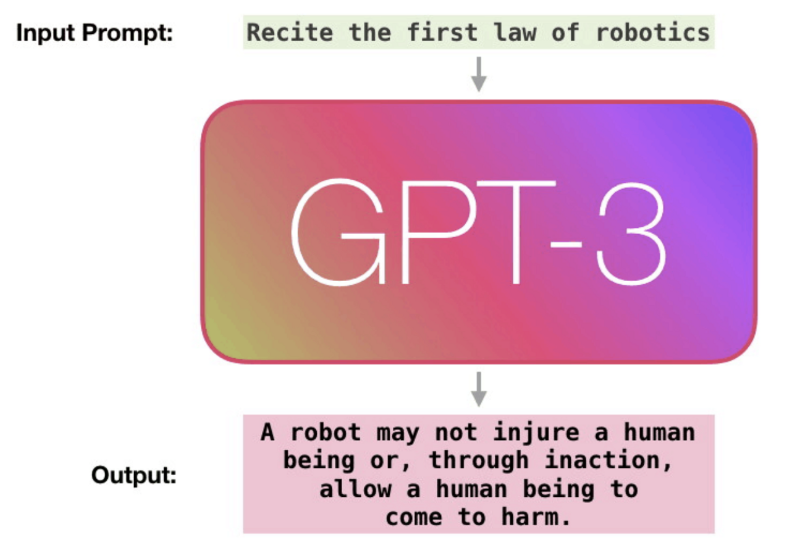 Input Prompt: Recite the first law of robotics
GPT-3
Output:
A robot may not injure a human
being or, through inaction,
allow a human being to
come to harm.